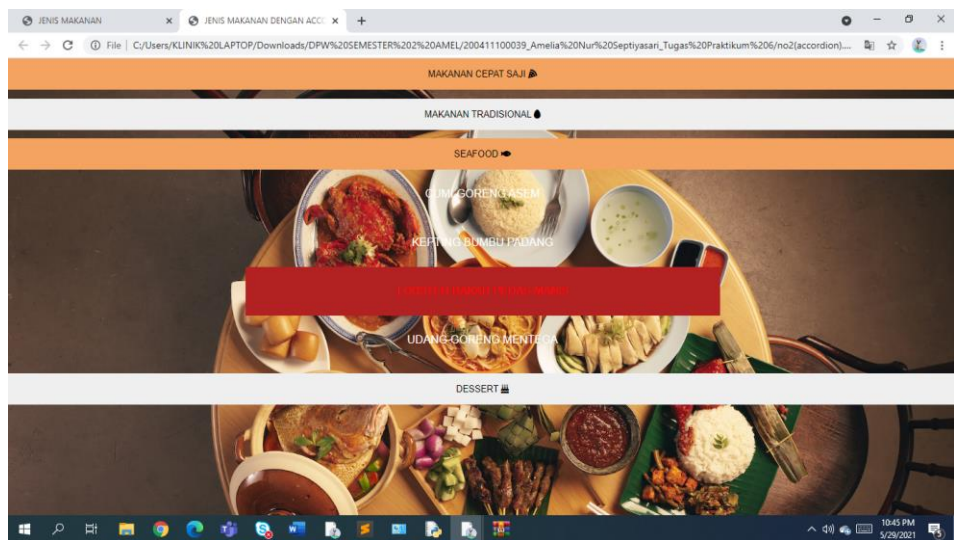 JENIS MAKANAN
JENIS MAKANAN DENGAN ACC
File | C:/Users/KLINIK%20LAPTOP/Downloads/DPW%20SEMESTER%202%20AMEL/200411100039_Amelia%20Nur%20Septiyasari_Tugas%20Praktikum%206/no2(accordion)....
MAKANAN CEPAT SAJI
MAKANAN TRADISIONAL
SEAFOOD
CUMI GORENG ASEM
KEPITING BUMBU PADANG
UDANG GORENG MENTEGA
DESSERT
10:45 PM
5/29/2021